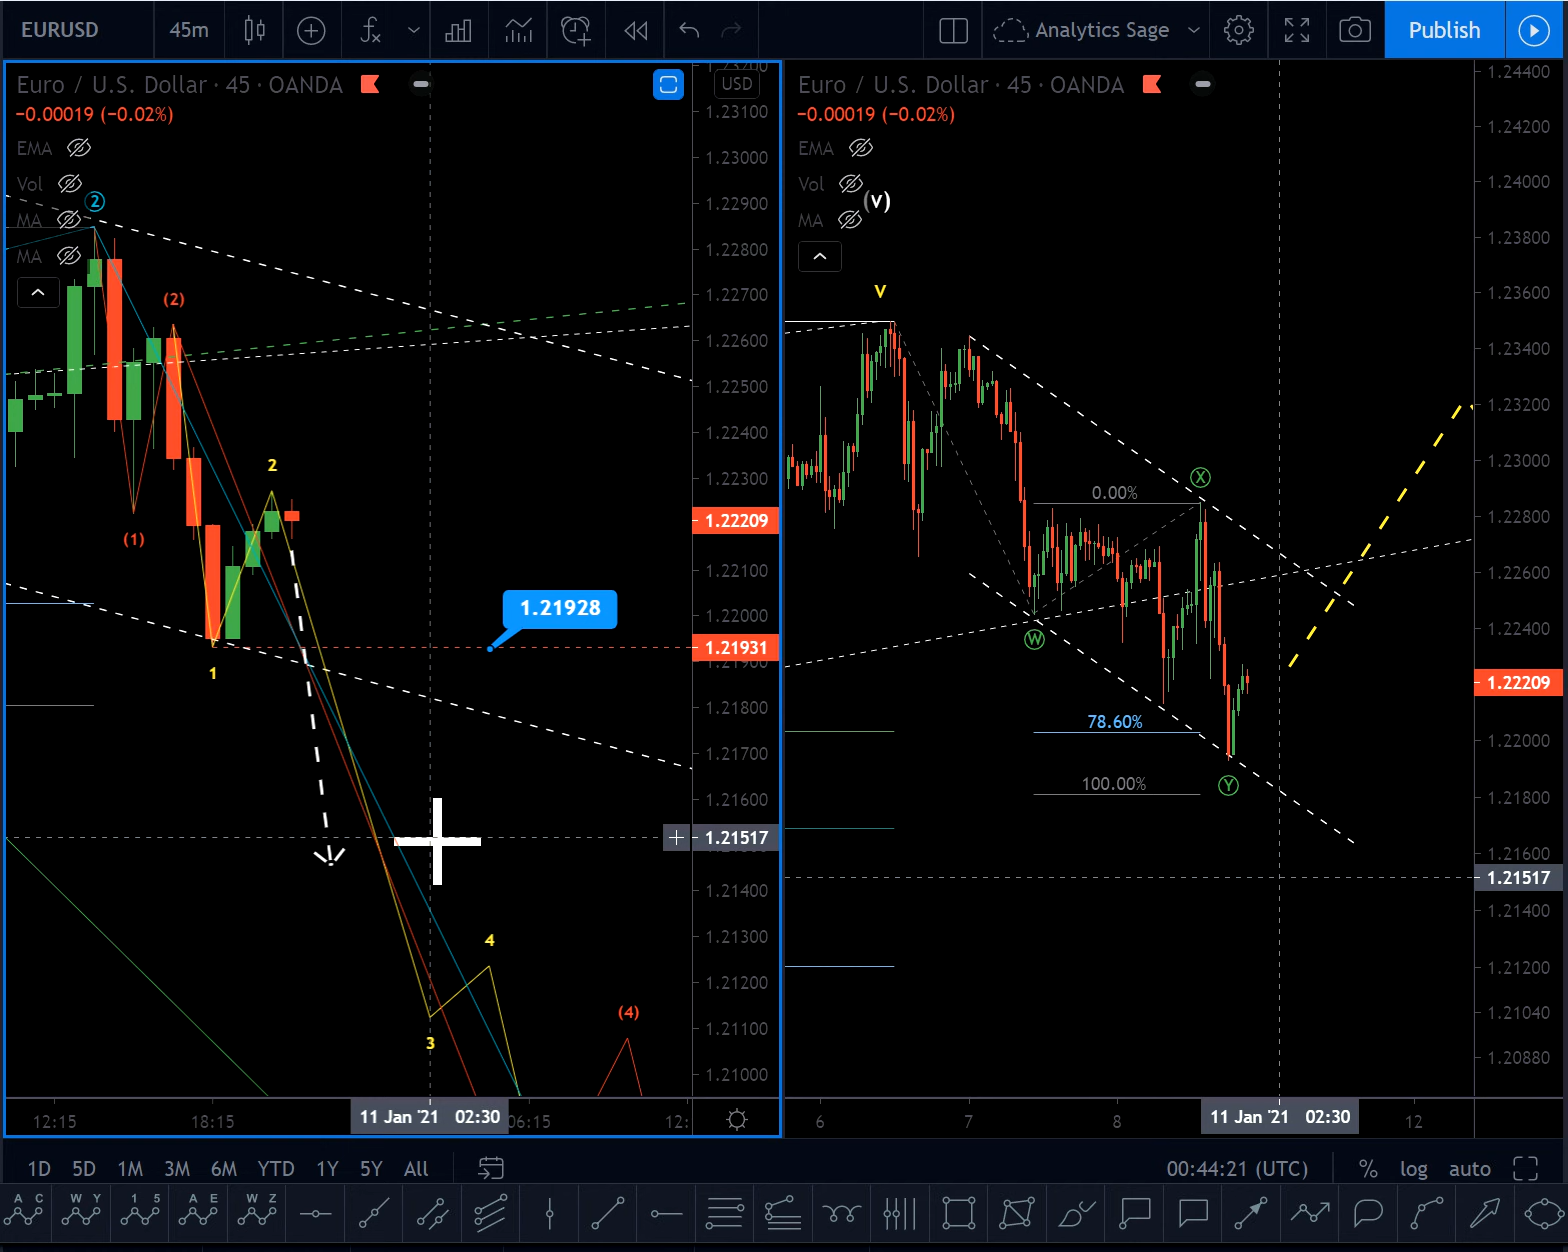 EURUSD 45m Analytics Sage Publish
Euro / U.S. Dollar · 45 · OANDA USD
−0.00019 (−0.02%)
EMA
Vol
MA
MA
2
(2)
(1)
2
1
1.21928
3
4
(4)
1.23100
1.23000
1.22900
1.22800
1.22700
1.22600
1.22500
1.22400
1.22300
1.22209
1.22100
1.22000
1.21931
1.21800
1.21700
1.21600
1.21517
1.21400
1.21300
1.21200
1.21100
1.21000
12:15 18:15 11 Jan '21 02:30 06:15 12:
Euro / U.S. Dollar · 45 · OANDA
−0.00019 (−0.02%)
EMA
Vol
MA
(v)
v
0.00%
X
W
78.60%
100.00%
Y
1.24400
1.24200
1.24000
1.23800
1.23600
1.23400
1.23200
1.23000
1.22800
1.22600
1.22400
1.22209
1.22000
1.21800
1.21600
1.21517
1.21400
1.21200
1.21040
1.20880
6 7 8 11 Jan '21 02:30 12
1D 5D 1M 3M 6M YTD 1Y 5Y All 00:44:21 (UTC) % log auto
A C W Y 1 5 A E W Z